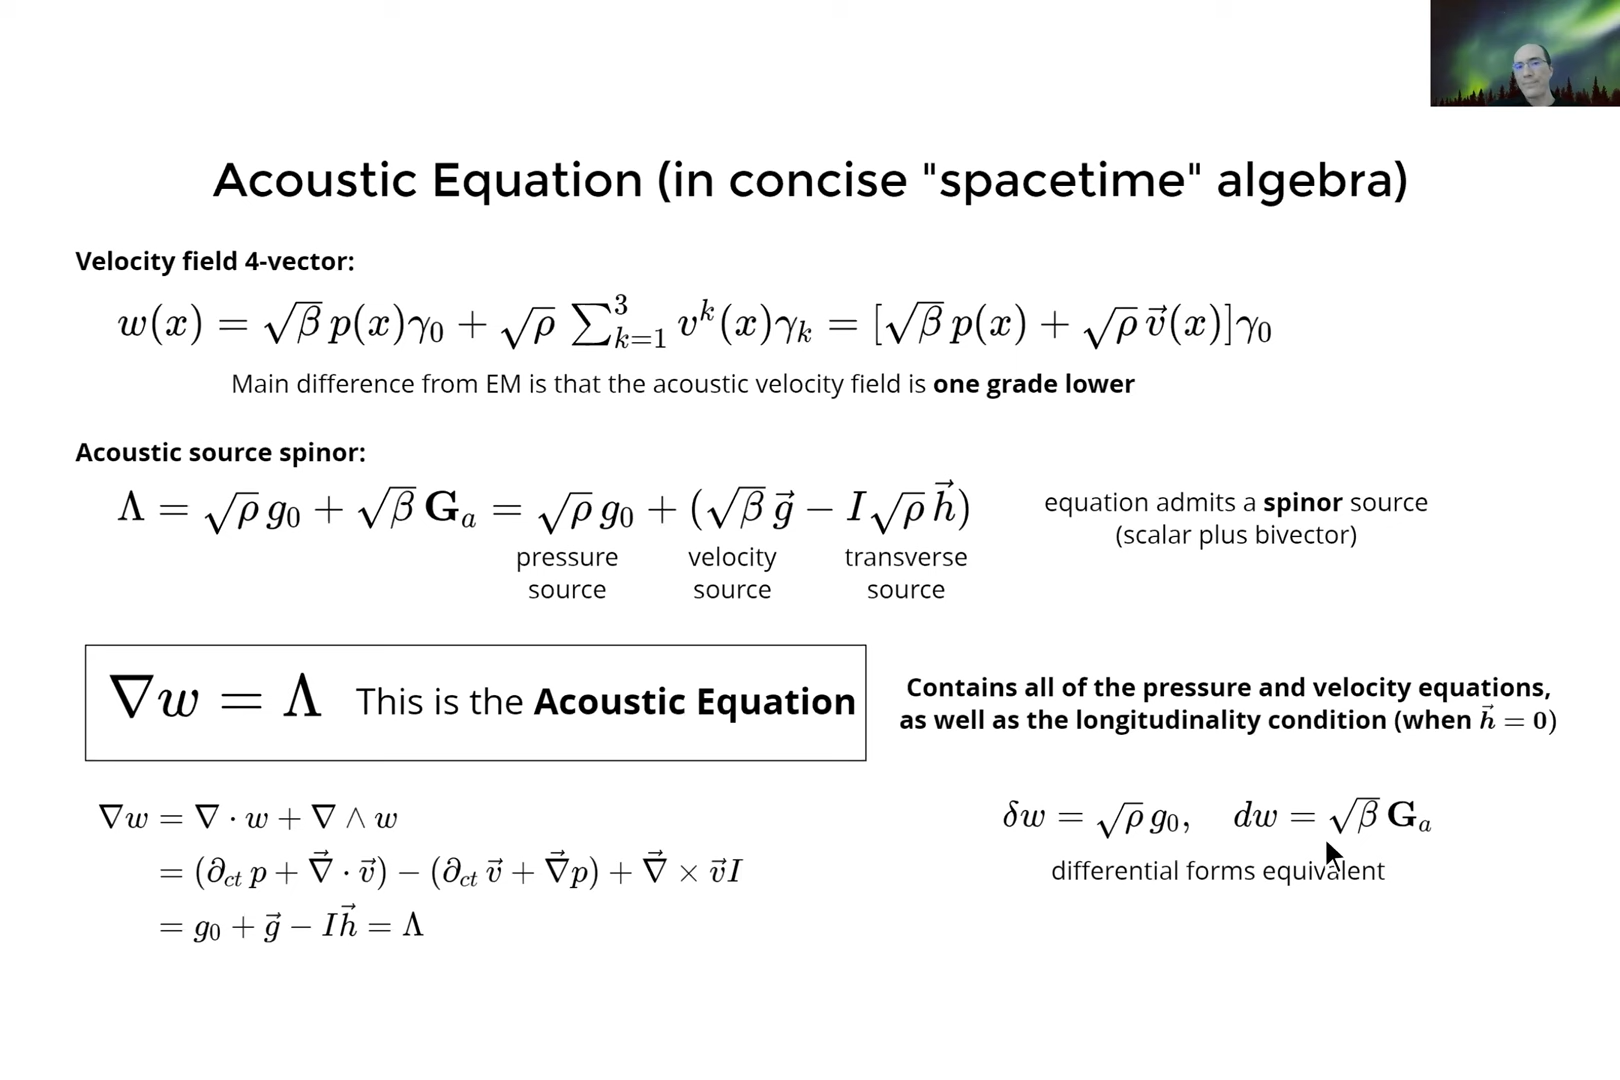 Acoustic Equation (in concise "spacetime" algebra)
Velocity field 4-vector:
w(x) = √β p(x)γ₀ + √ρ ∑³ₖ₌₁ vᵏ(x)γₖ = [√β p(x) + √ρ v⃗(x)]γ₀
Main difference from EM is that the acoustic velocity field is one grade lower
Acoustic source spinor:
Λ = √ρ g₀ + √β Gₐ = √ρ g₀ + (√β g⃗ − I√ρ h⃗)
pressure source
velocity source
transverse source
equation admits a spinor source
(scalar plus bivector)
∇w = Λ This is the Acoustic Equation
Contains all of the pressure and velocity equations,
as well as the longitudinality condition (when h⃗ = 0)
∇w = ∇ · w + ∇ ∧ w
= (∂ct p + ∇⃗ · v⃗) − (∂ct v⃗ + ∇⃗p) + ∇⃗ × v⃗I
= g₀ + g⃗ − Ih⃗ = Λ
δw = √ρ g₀, dw = √β Gₐ
differential forms equivalent